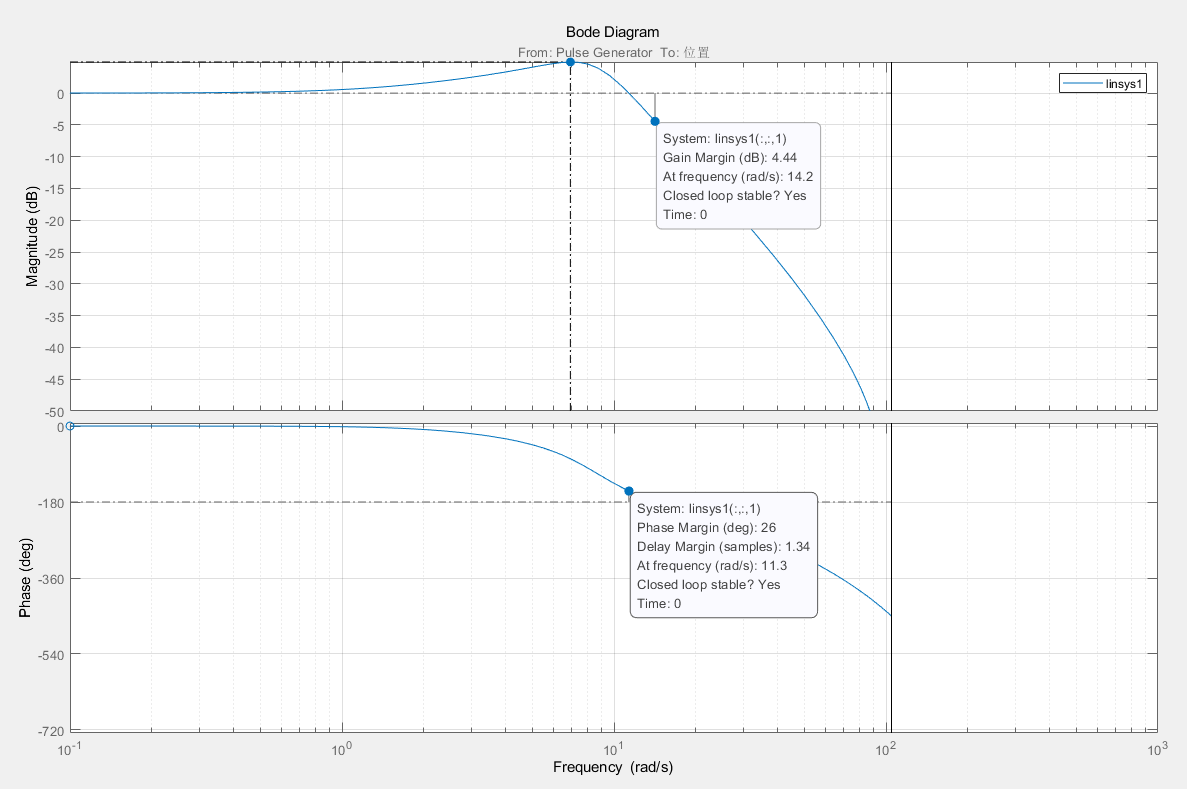 Bode Diagram
From: Pulse Generator To: 位置
linsys1
0
-5
-10
-15
-20
-25
-30
-35
-40
-45
-50
Magnitude (dB)
System: linsys1(:,:,1)
Gain Margin (dB): 4.44
At frequency (rad/s): 14.2
Closed loop stable? Yes
Time: 0
0
-180
-360
-540
-720
Phase (deg)
System: linsys1(:,:,1)
Phase Margin (deg): 26
Delay Margin (samples): 1.34
At frequency (rad/s): 11.3
Closed loop stable? Yes
Time: 0
10^-1 10^0 10^1 10^2 10^3
Frequency (rad/s)